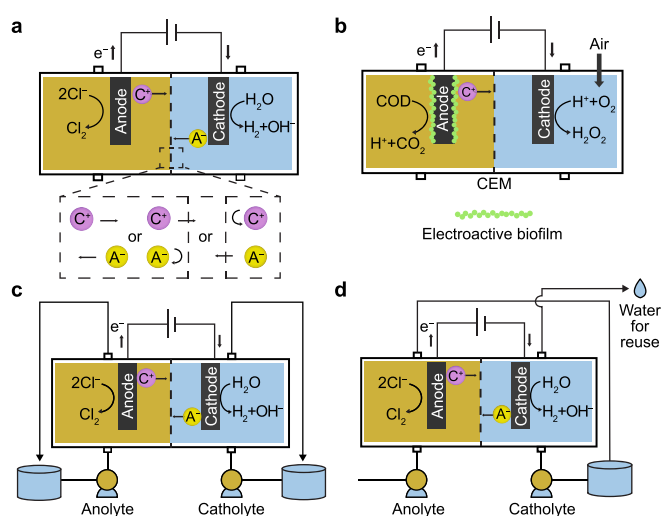 a
e⁻
2Cl⁻
Cl₂
Anode
C⁺
A⁻
Cathode
H₂O
H₂+OH⁻
C⁺
C⁺
C⁺
or
or
A⁻
A⁻
A⁻
b
e⁻
Air
COD
H⁺+CO₂
Anode
C⁺
Cathode
H⁺+O₂
H₂O₂
CEM
Electroactive biofilm
c
e⁻
2Cl⁻
Cl₂
Anode
C⁺
A⁻
Cathode
H₂O
H₂+OH⁻
Anolyte
Catholyte
d
e⁻
Water
for
reuse
2Cl⁻
Cl₂
Anode
C⁺
A⁻
Cathode
H₂O
H₂+OH⁻
Anolyte
Catholyte